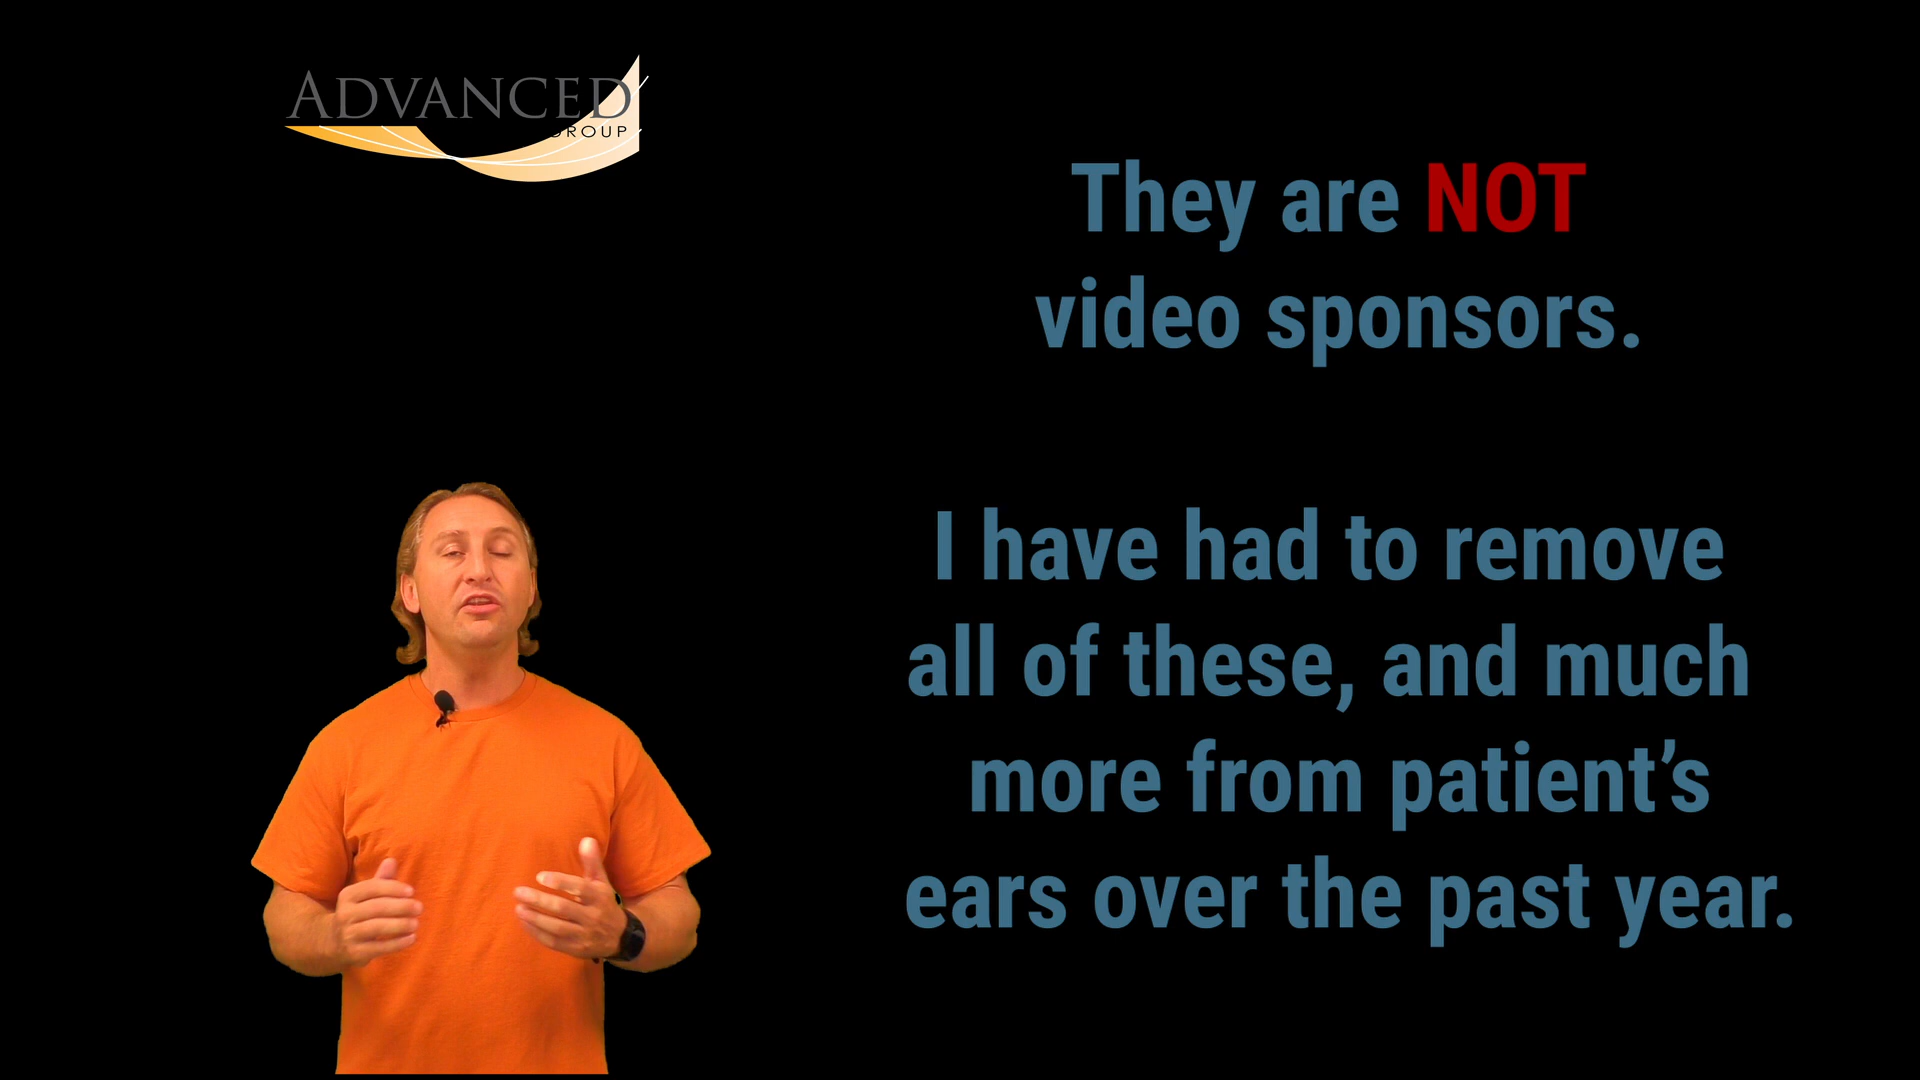 ADVANCED
GROUP
They are NOT
video sponsors.
I have had to remove
all of these, and much
more from patient’s
ears over the past year.